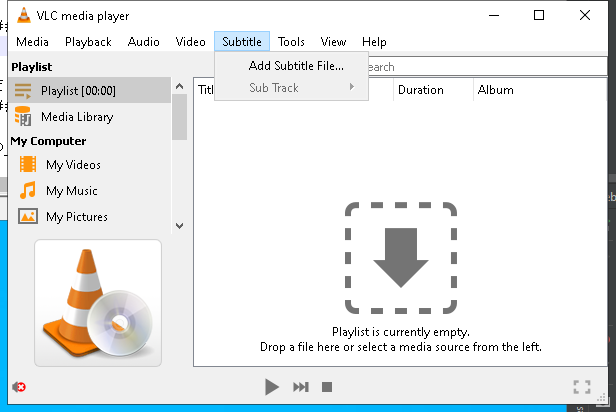 VLC media player
Media Playback Audio Video Subtitle Tools View Help
Playlist
Add Subtitle File...
Playlist [00:00]
Sub Track
Duration Album
Media Library
My Computer
My Videos
My Music
My Pictures
Playlist is currently empty.
Drop a file here or select a media source from the left.